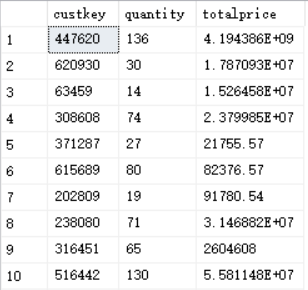 custkey quantity totalprice
1 447620 136 4.194386E+09
2 620930 30 1.787093E+07
3 63459 14 1.526458E+07
4 308608 74 2.379985E+07
5 371287 27 21755.57
6 615689 80 82376.57
7 202809 19 91780.54
8 238080 71 3.146882E+07
9 316451 65 2604608
10 516442 130 5.581148E+07